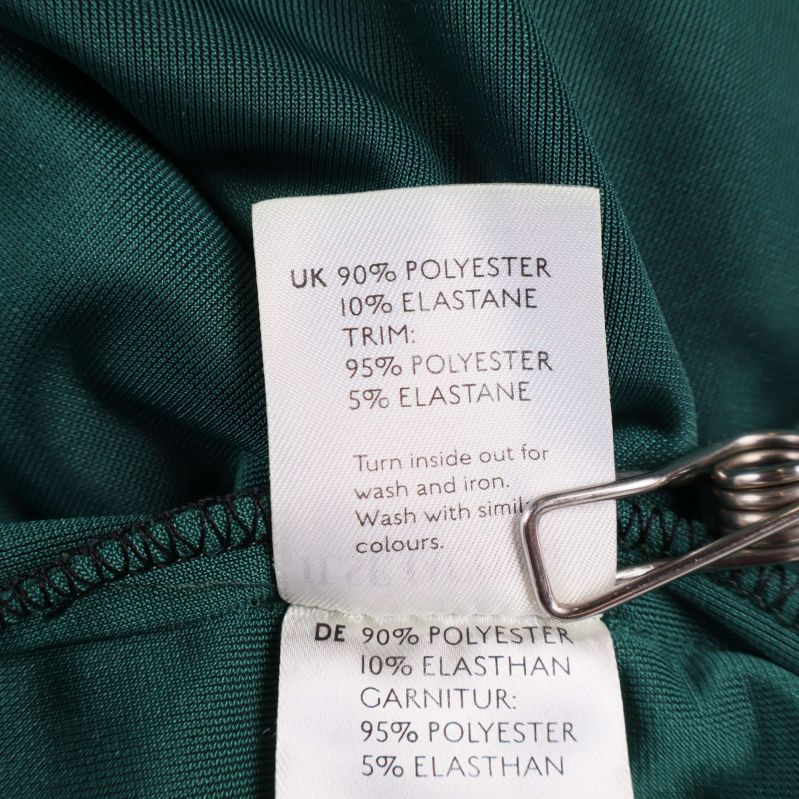 UK 90% POLYESTER
10% ELASTANE
TRIM:
95% POLYESTER
5% ELASTANE
Turn inside out for
wash and iron.
Wash with
colours.
DE 90% POLYESTER
10% ELASTHAN
GARNITUR:
95% POLYESTER
5% ELASTHAN